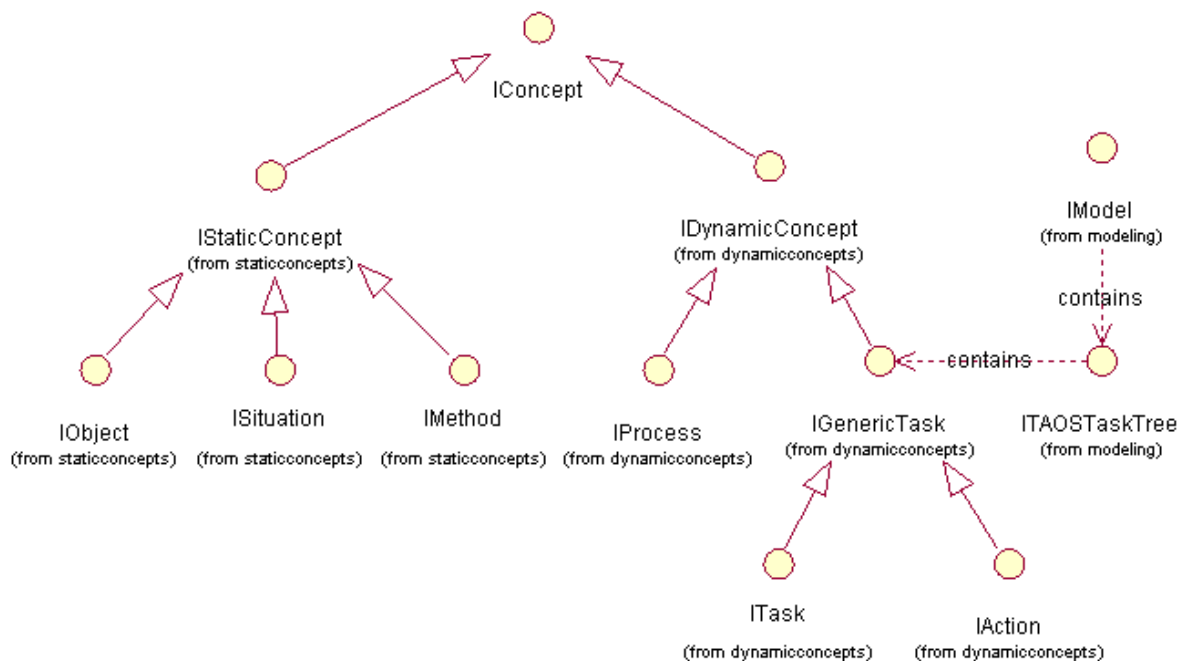 IConcept
IStaticConcept
(from staticconcepts)
IDynamicConcept
(from dynamicconcepts)
IModel
(from modeling)
contains
contains
IObject
(from staticconcepts)
ISituation
(from staticconcepts)
IMethod
(from staticconcepts)
IProcess
(from dynamicconcepts)
IGenericTask
(from dynamicconcepts)
ITAOSTaskTree
(from modeling)
ITask
(from dynamicconcepts)
IAction
(from dynamicconcepts)